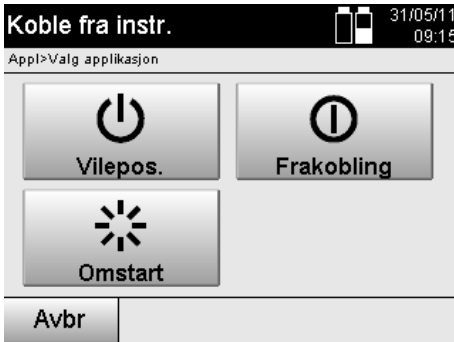 Koble fra instr.
31/05/11
09:15
Appl>Valg applikasjon
Vilepos.
Frakobling
Omstart
Avbr